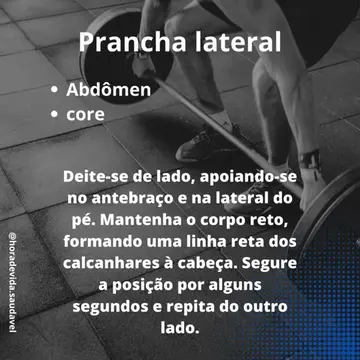 Prancha lateral
• Abdômen
• core
Deite-se de lado, apoiando-se
no antebraço e na lateral do
pé. Mantenha o corpo reto,
formando uma linha reta dos
calcanhares à cabeça. Segure
a posição por alguns
segundos e repita do outro
lado.
@horadevida.saudavel